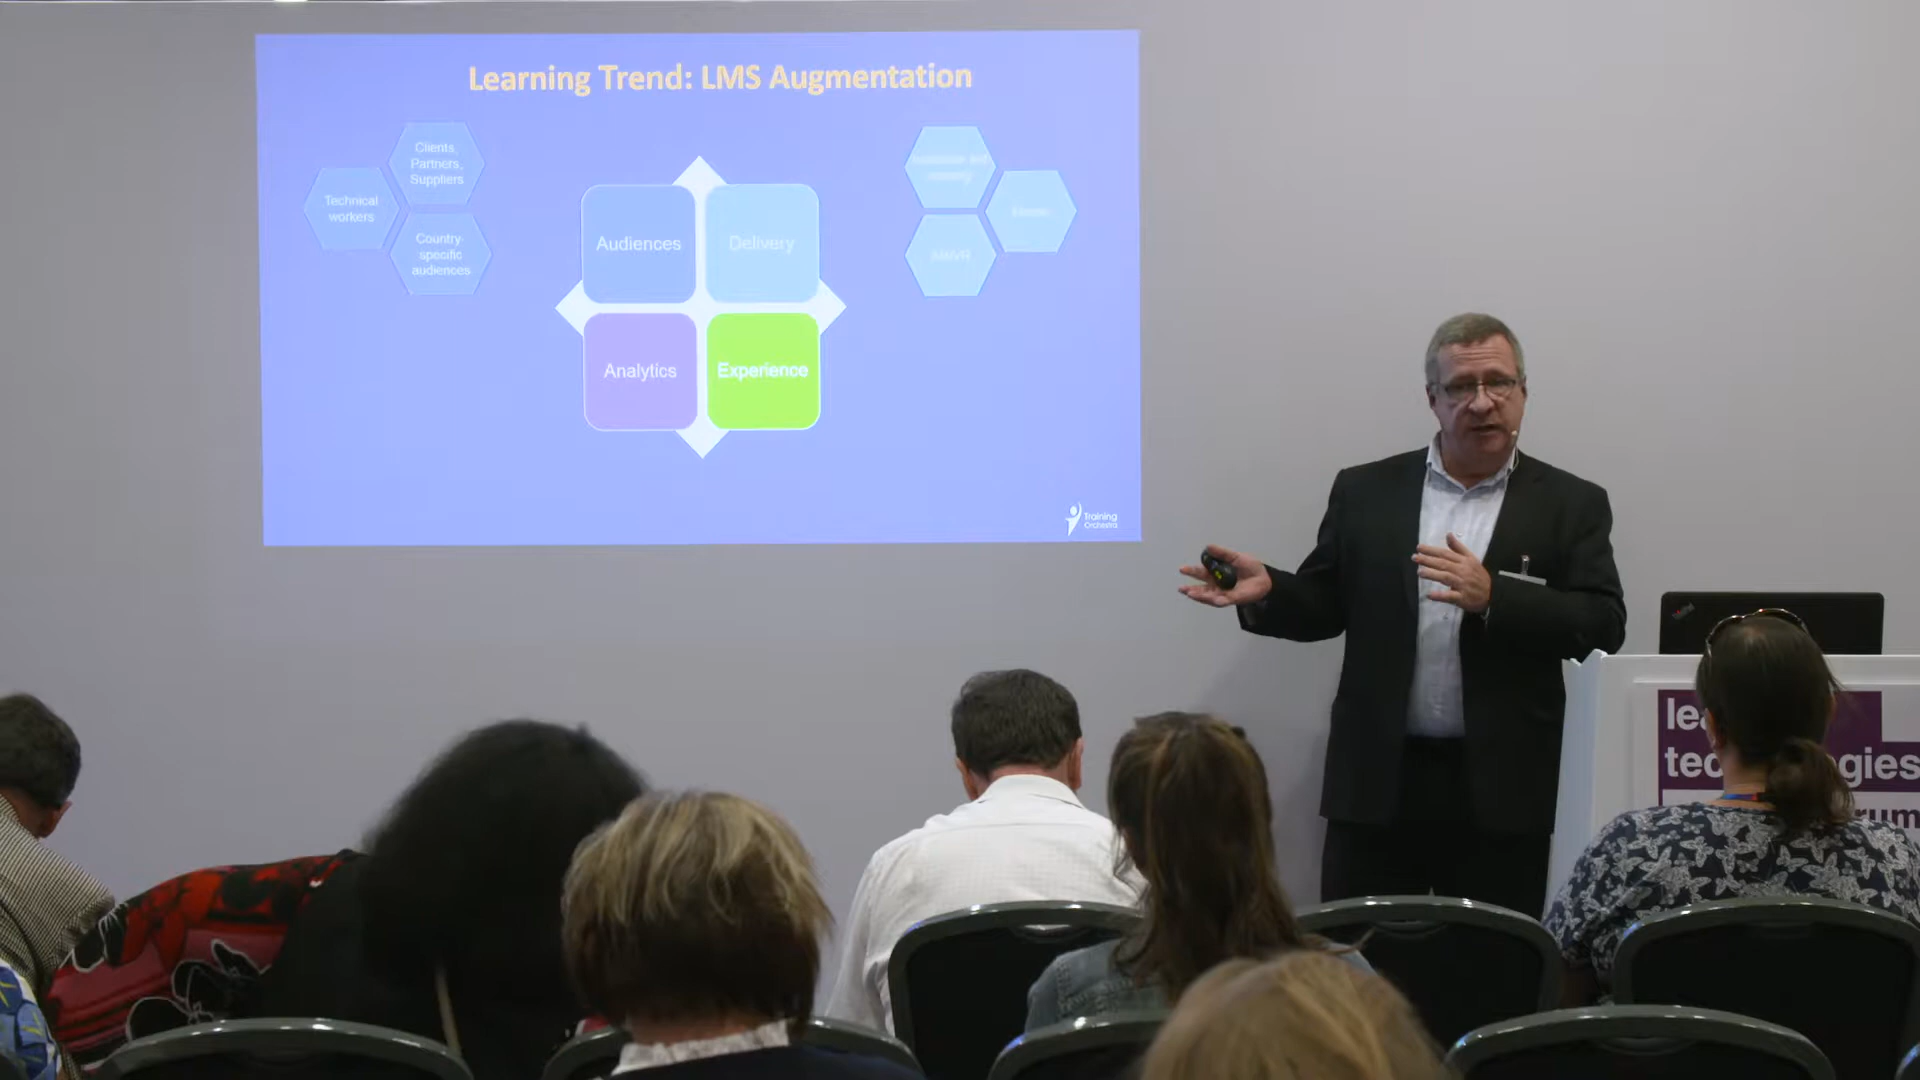 Learning Trend: LMS Augmentation
Clients,
Partners,
Suppliers
Technical
workers
Country-
specific
audiences
Audiences
Delivery
Analytics
Experience
AR/VR
Training
Orchestra
lea
tec gies
rum